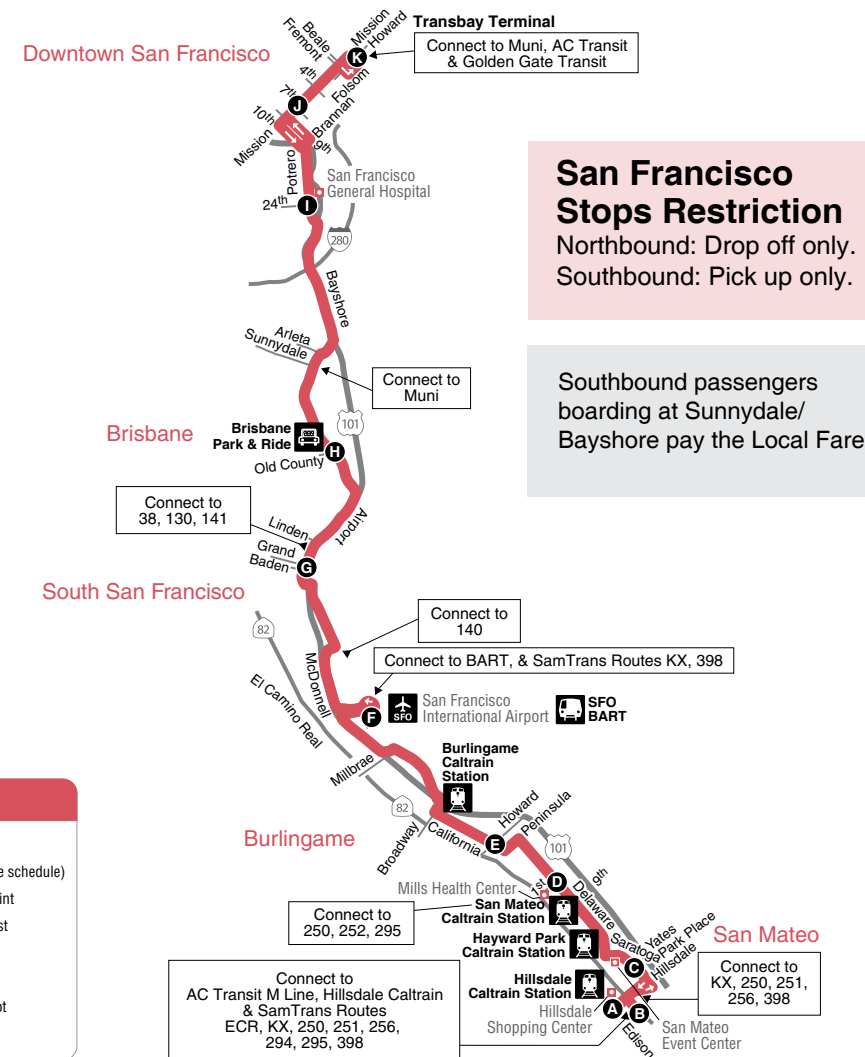 Transbay Terminal
Mission
Howard
Beale
Fremont
K
Connect to Muni, AC Transit
& Golden Gate Transit
Downtown San Francisco
4th
Folsom
7th
J
10th
Brannan
9th
Mission
Potrero
San Francisco
General Hospital
24th
I
280
San Francisco
Stops Restriction
Northbound: Drop off only.
Southbound: Pick up only.
Bayshore
Arleta
Sunnydale
Connect to
Muni
Southbound passengers
boarding at Sunnydale/
Bayshore pay the Local Fare
101
Brisbane
Brisbane
Park & Ride
H
Old County
Connect to
38, 130, 141
Airport
Linden
Grand
Baden
G
South San Francisco
82
Connect to
140
Connect to BART, & SamTrans Routes KX, 398
McDonnell
El Camino Real
F
SFO
San Francisco
International Airport
SFO
BART
Millbrae
Burlingame
Caltrain
Station
82
Howard
Peninsula
Burlingame
Broadway
California
E
101
9th
D
Delaware
1st
Mills Health Center
San Mateo
Caltrain Station
Connect to
250, 252, 295
Hayward Park
Caltrain Station
Saratoga
Yates
Park Place
Hillsdale
San Mateo
C
Connect to
KX, 250, 251,
256, 398
Hillsdale
Caltrain Station
A
B
Hillsdale
Shopping Center
Edison
San Mateo
Event Center
Connect to
AC Transit M Line, Hillsdale Caltrain
& SamTrans Routes
ECR, KX, 250, 251, 256,
294, 295, 398
schedule)